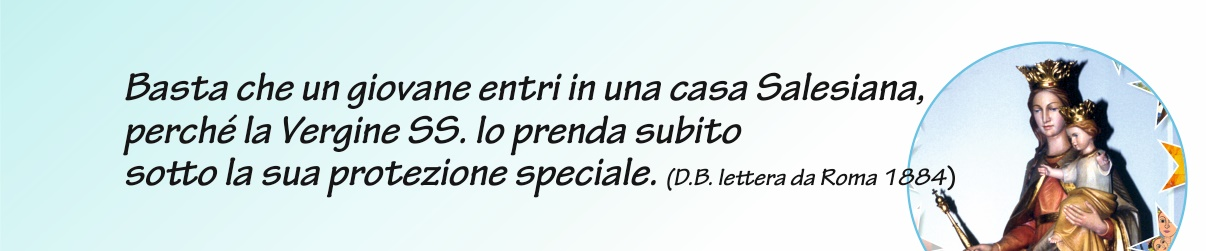 Basta che un giovane entri in una casa Salesiana,
perché la Vergine SS. lo prenda subito
sotto la sua protezione speciale. (D.B. lettera da Roma 1884)